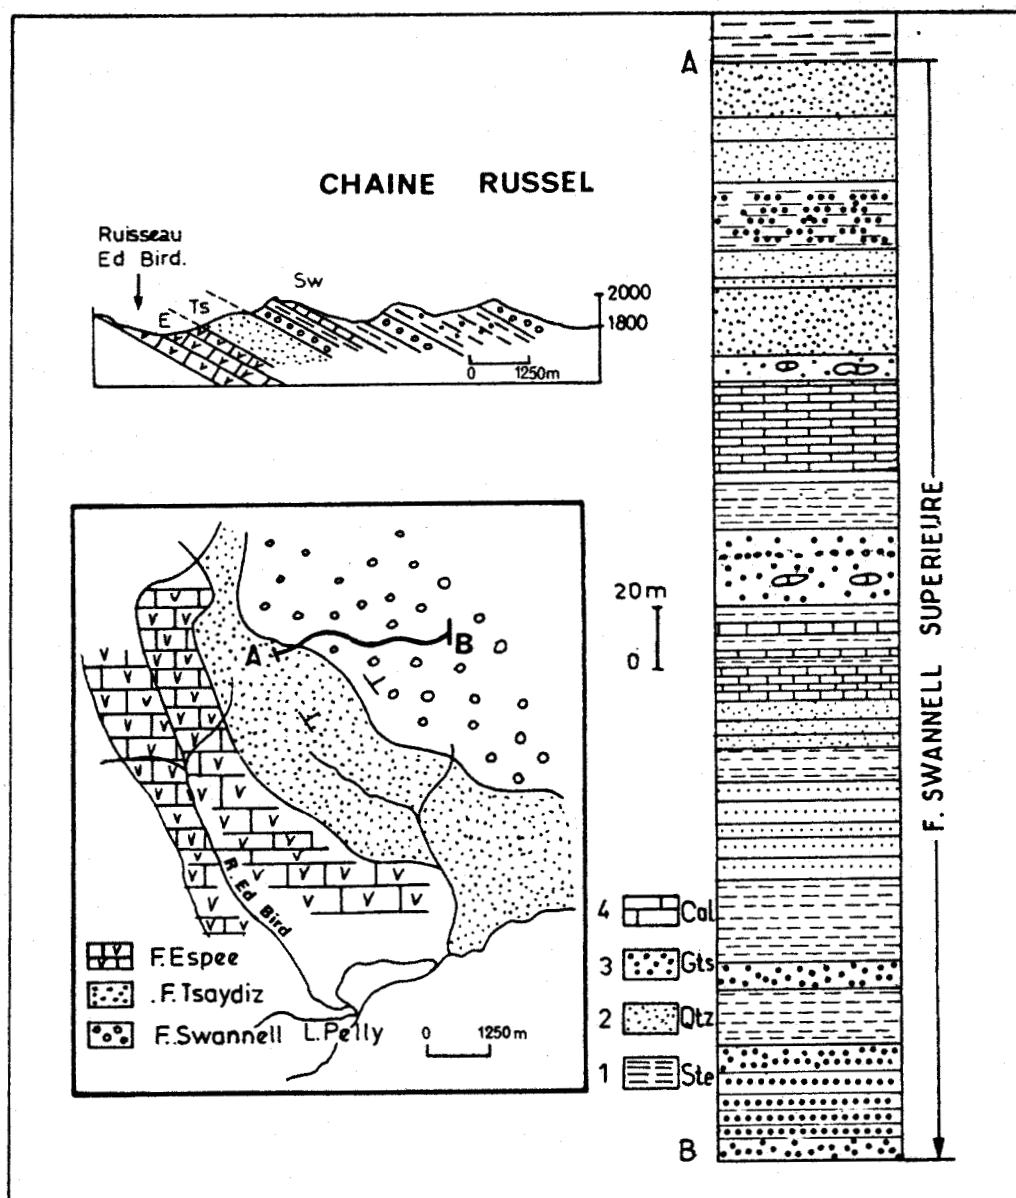 CHAINE RUSSEL
Ruisseau
Ed Bird.
E
Ts
Sw
2000
1800
0 1250m
A
B
R Ed Bird
L. Pelly
F. Espee
.F. Tsaydiz
F. Swannell
0 1250 m
A
B
F. SWANNELL SUPERIEURE
20 m
0
4 Cal
3 Gts
2 Qtz
1 Ste